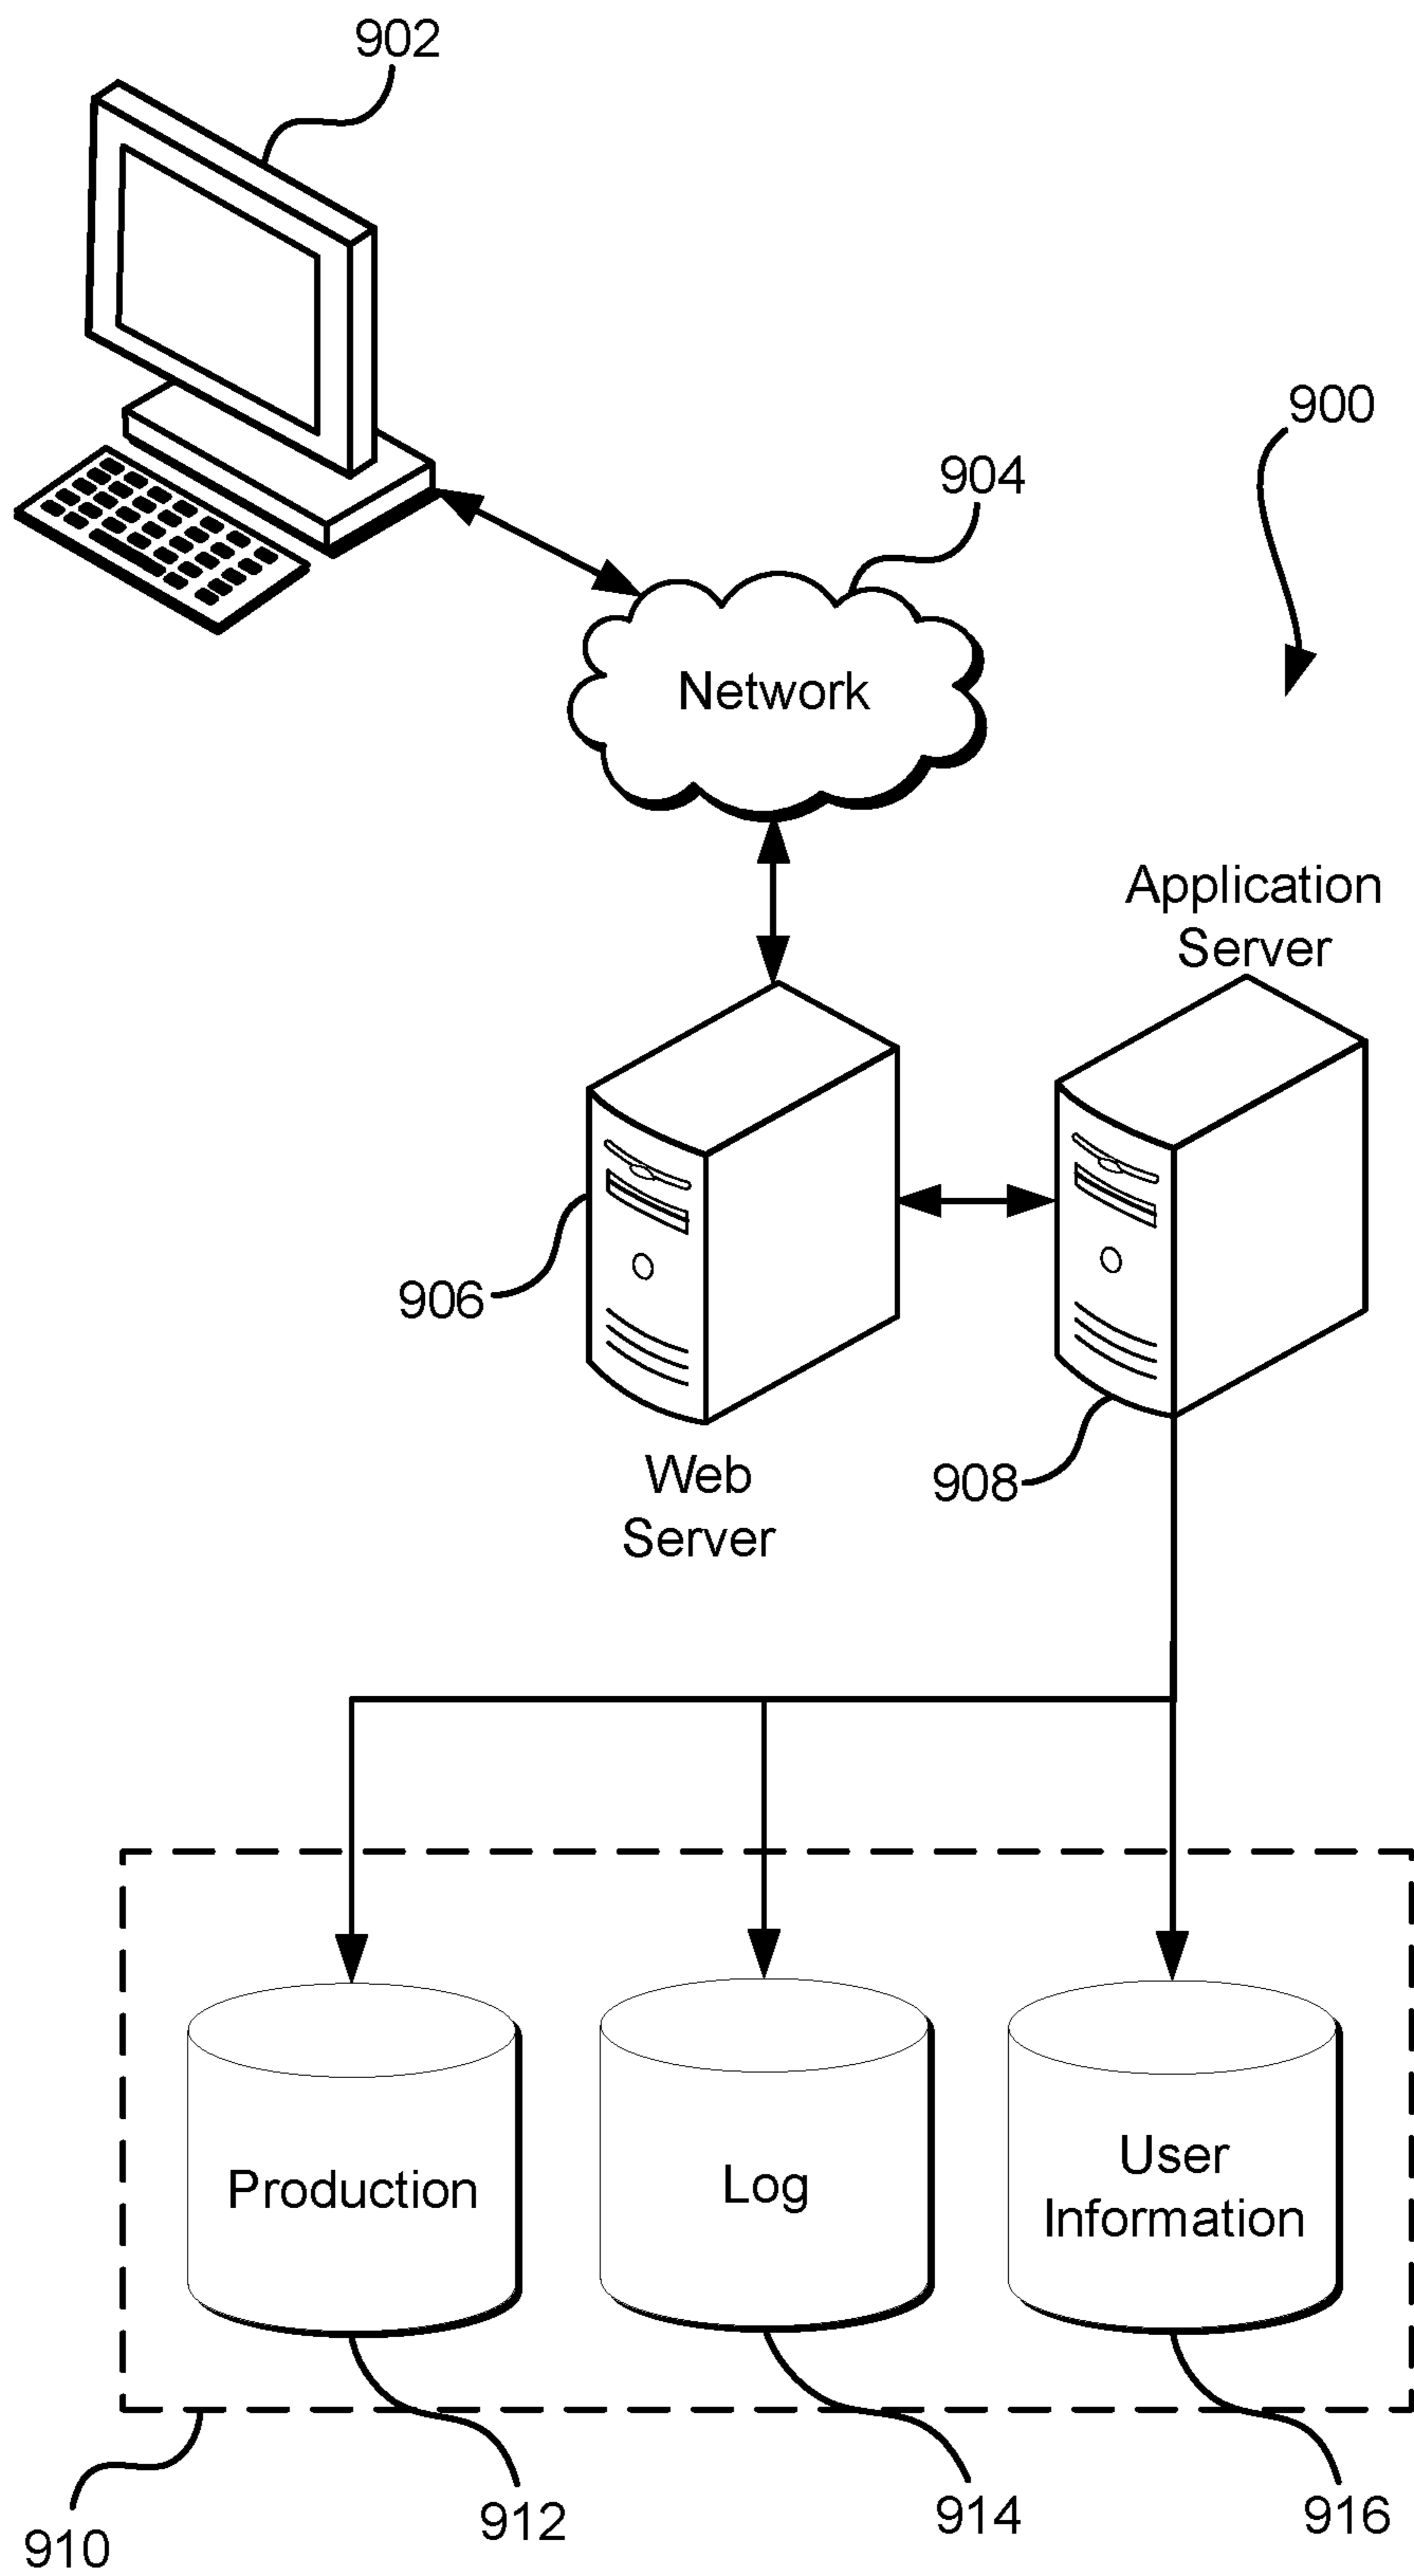 902
900
904
Network
Application
Server
906
Web
Server
908
Production
Log
User
Information
910
912
914
916